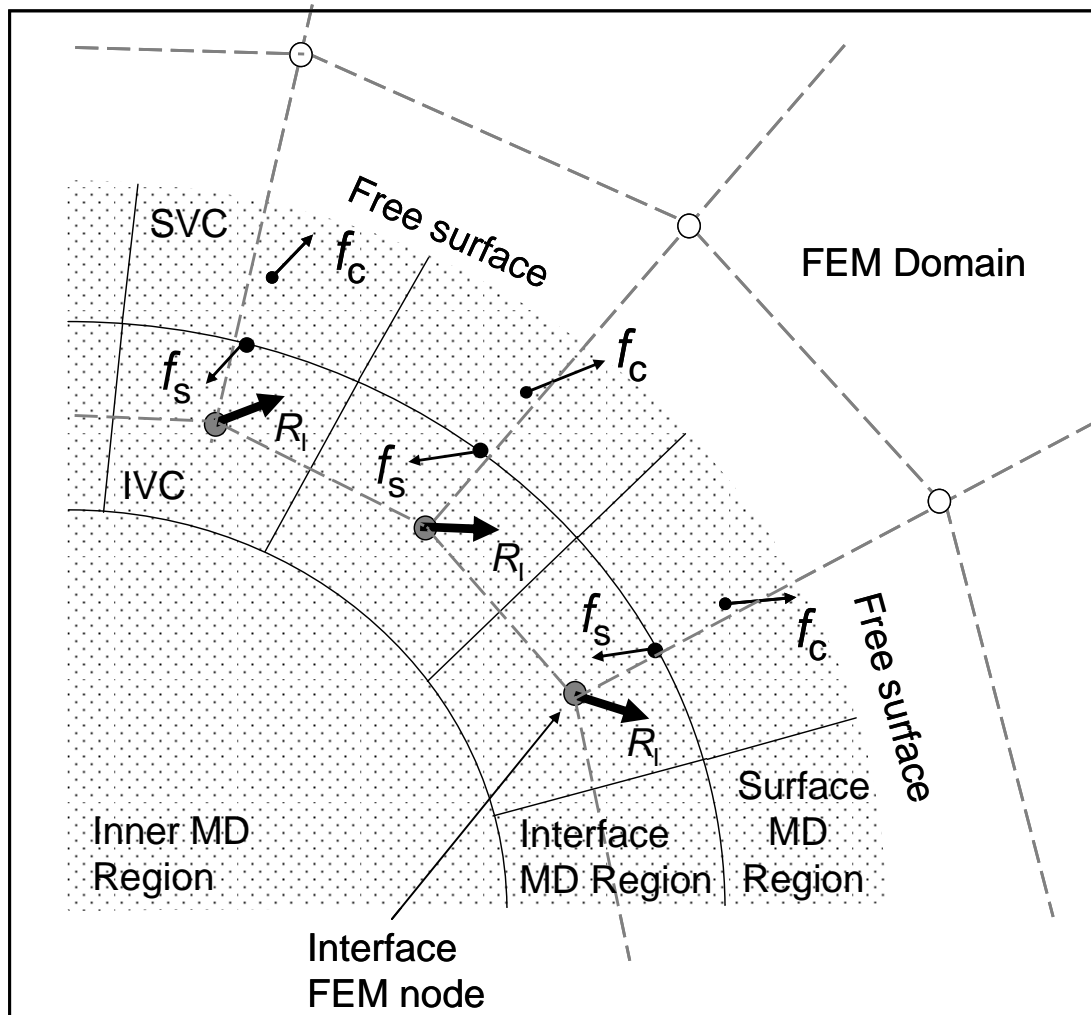 SVC
Free surface
f_c
FEM Domain
f_s
f_c
R_I
f_s
IVC
R_I
f_s
f_c
Free surface
R_I
Inner MD
Region
Interface
MD Region
Surface
MD
Region
Interface
FEM node